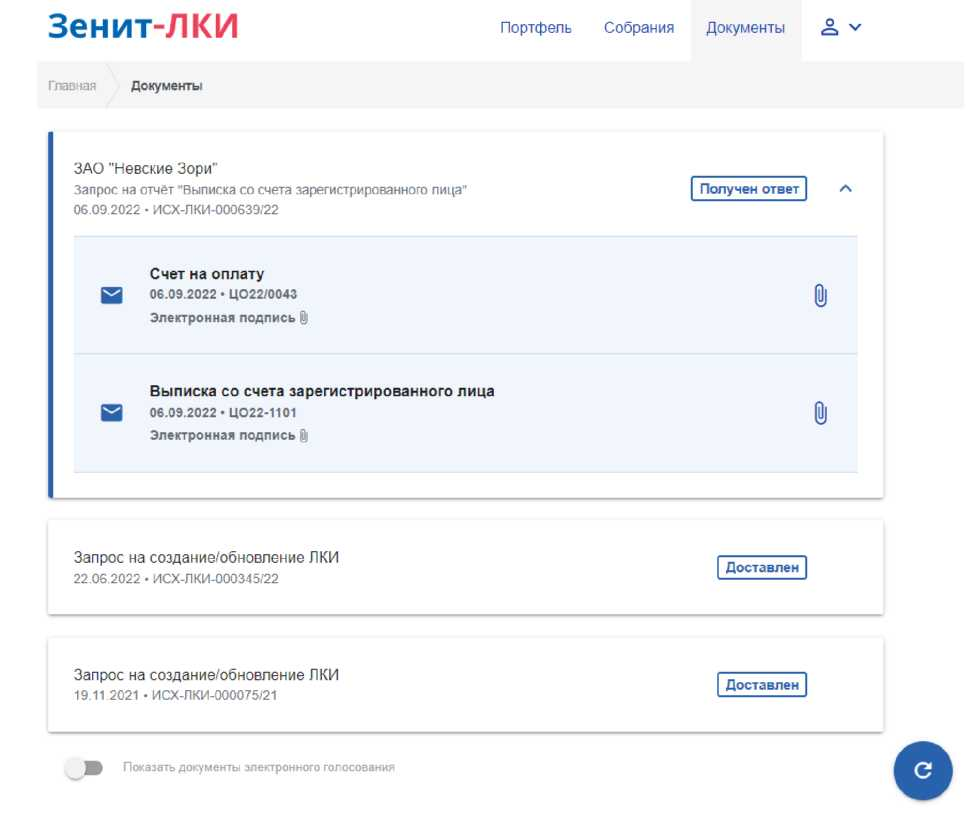 Зенит-ЛКИ
Портфель Собрания Документы
Главная Документы
ЗАО "Невские Зори"
Запрос на отчёт "Выписка со счета зарегистрированного лица"
06.09.2022 • ИСХ-ЛКИ-000639/22
Получен ответ
Счет на оплату
06.09.2022 • ЦО22/0043
Электронная подпись
Выписка со счета зарегистрированного лица
06.09.2022 • ЦО22-1101
Электронная подпись
Запрос на создание/обновление ЛКИ
22.06.2022 • ИСХ-ЛКИ-000345/22
Доставлен
Запрос на создание/обновление ЛКИ
19.11.2021 • ИСХ-ЛКИ-000075/21
Доставлен
Показать документы электронного голосования